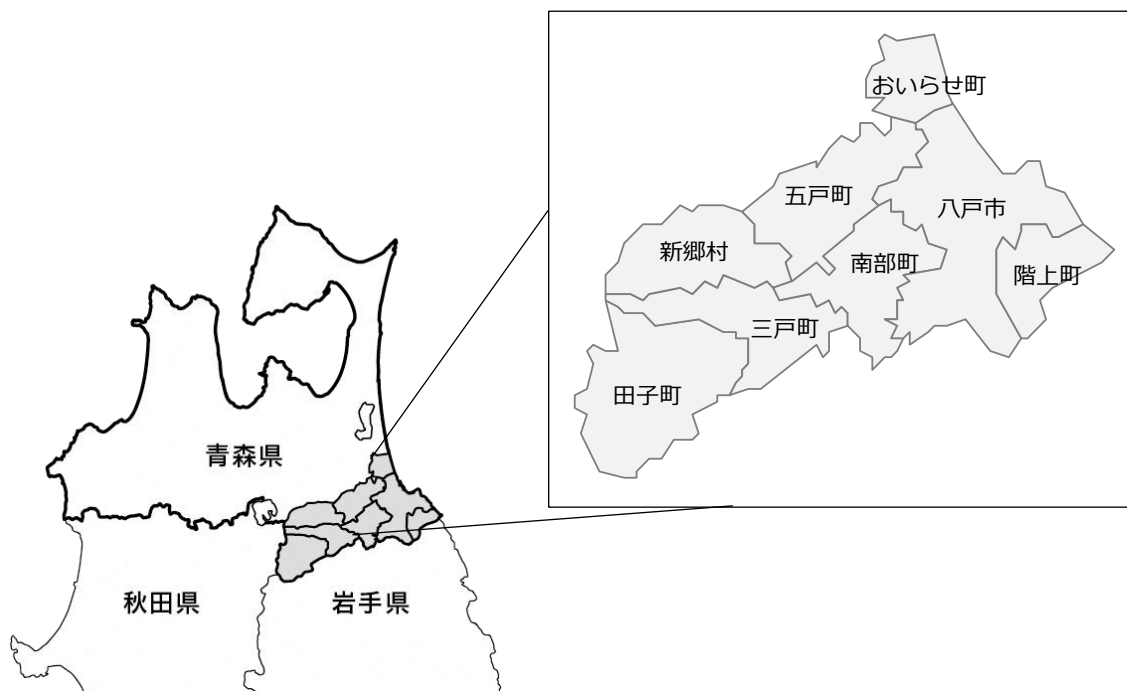 おいらせ町
五戸町
八戸市
新郷村
南部町
階上町
三戸町
田子町
青森県
秋田県
岩手県